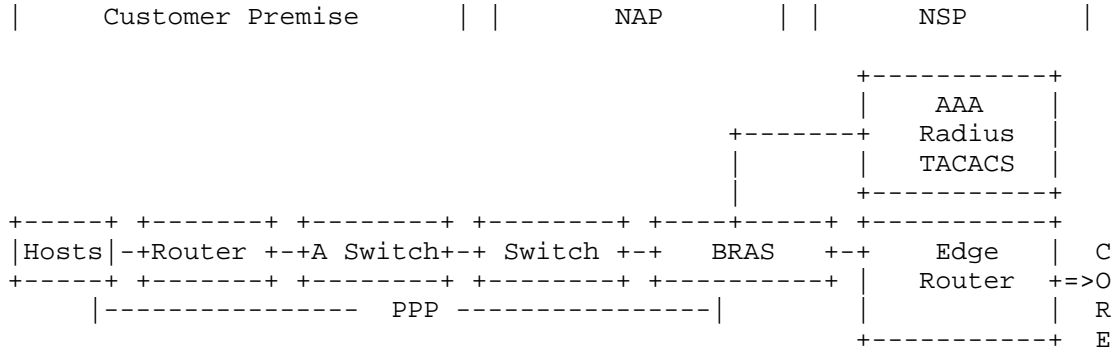 |     Customer Premise     | |        NAP        | |       NSP        |
+-----------+
|    AAA    |
+-------+   Radius  |
|       |   TACACS  |
|       +-----------+
+-----+ +-------+ +--------+ +--------+ +----+-----+ +-----------+
|Hosts|-+Router +-+A Switch+-+ Switch +-+   BRAS   +-+    Edge   |  C
+-----+ +-------+ +--------+ +--------+ +----------+ |   Router  +=>O
|---------------- PPP ----------------|       |           |  R
+-----------+  E